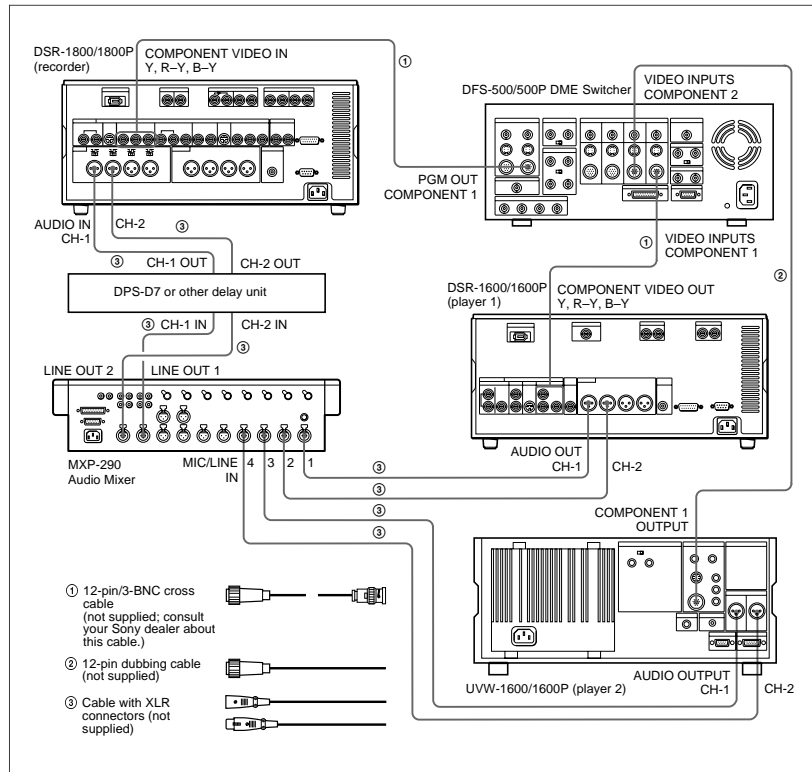 DSR-1800/1800P
(recorder)
COMPONENT VIDEO IN
Y, R–Y, B–Y
①
DFS-500/500P DME Switcher
VIDEO INPUTS
COMPONENT 2
PGM OUT
COMPONENT 1
AUDIO IN
CH-1
CH-2
③
③
CH-1 OUT
CH-2 OUT
①
VIDEO INPUTS
COMPONENT 1
②
DPS-D7 or other delay unit
DSR-1600/1600P
(player 1)
COMPONENT VIDEO OUT
Y, R–Y, B–Y
③ CH-1 IN
CH-2 IN
③
LINE OUT 2
LINE OUT 1
MXP-290
Audio Mixer
MIC/LINE
IN
4
3
2
1
AUDIO OUT
CH-1
CH-2
③
③
③
③
COMPONENT 1
OUTPUT
① 12-pin/3-BNC cross
cable
(not supplied; consult
your Sony dealer about
this cable.)
② 12-pin dubbing cable
(not supplied)
③ Cable with XLR
connectors (not
supplied)
UVW-1600/1600P (player 2)
AUDIO OUTPUT
CH-1
CH-2